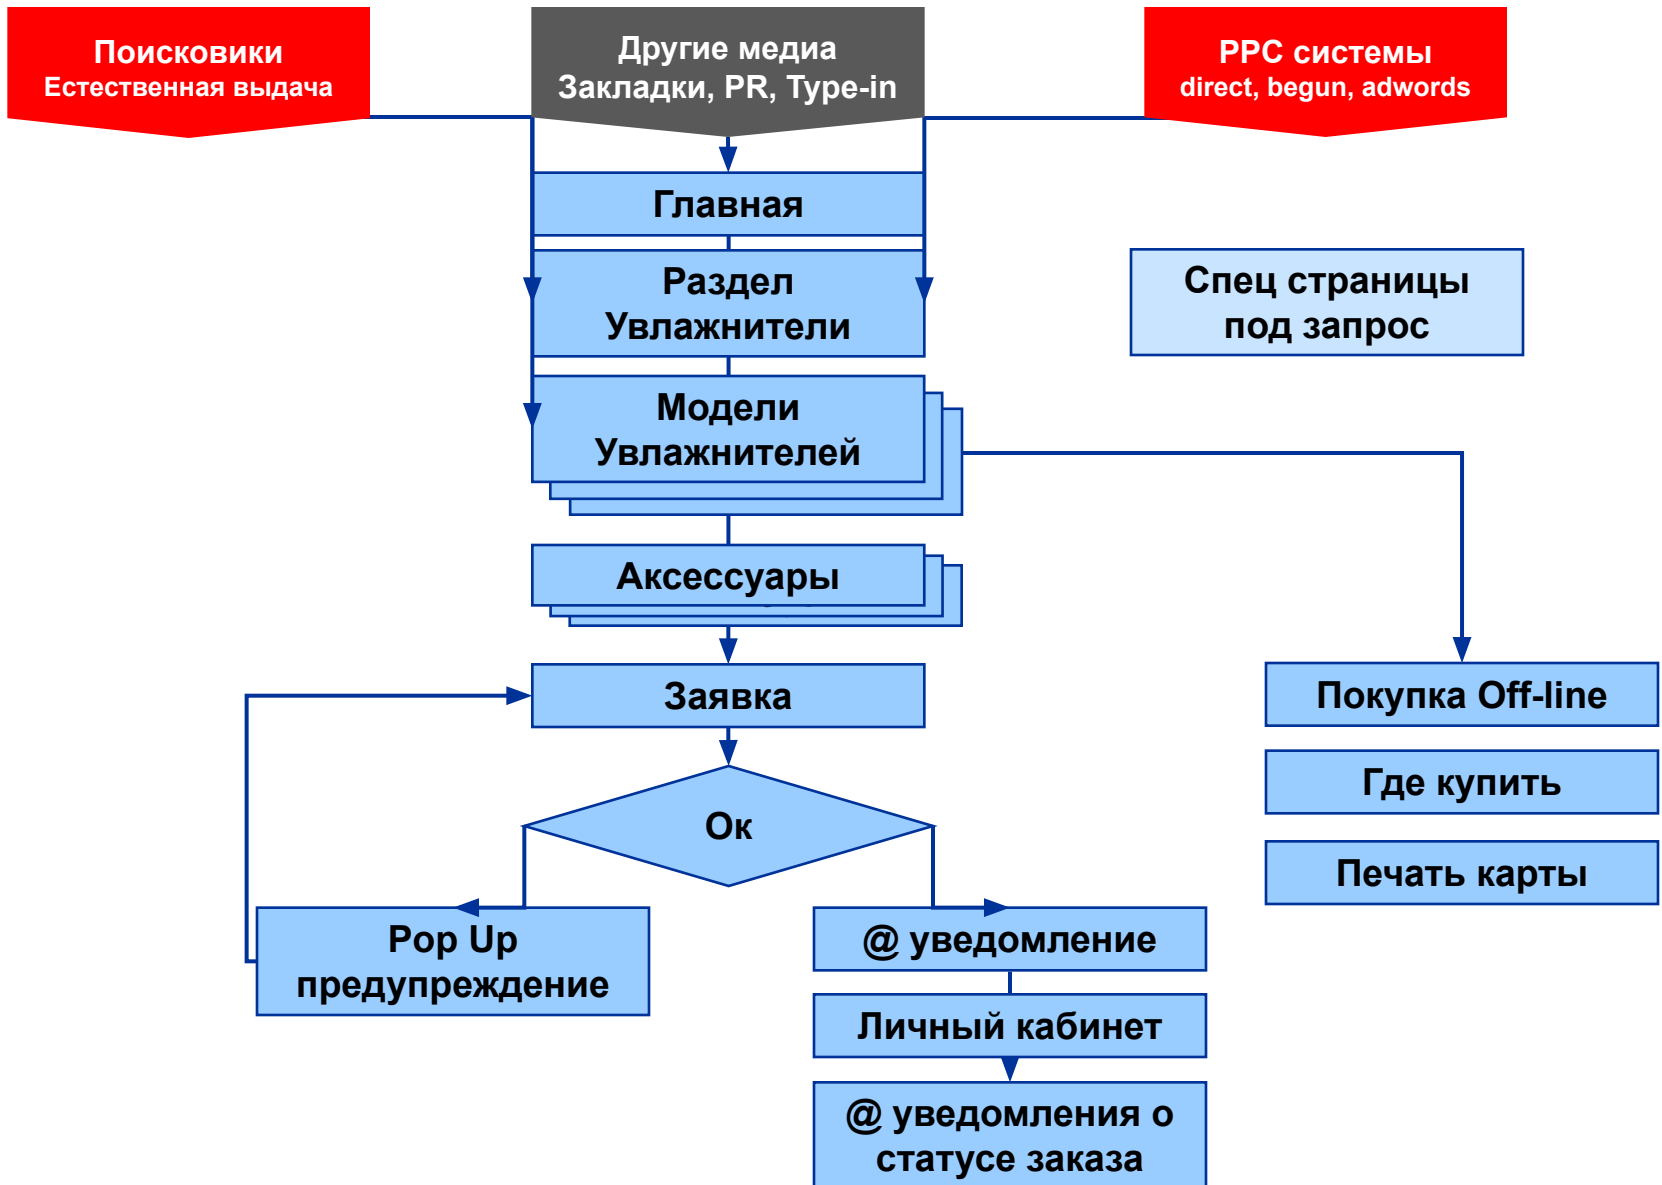 Поисковики
Естественная выдача
Другие медиа
Закладки, PR, Type-in
PPC системы
direct, begun, adwords
Главная
Раздел
Увлажнители
Спец страницы
под запрос
Модели
Увлажнителей
Аксессуары
Заявка
Покупка Off-line
Где купить
Печать карты
Ок
Pop Up
предупреждение
@ уведомление
Личный кабинет
@ уведомления о
статусе заказа